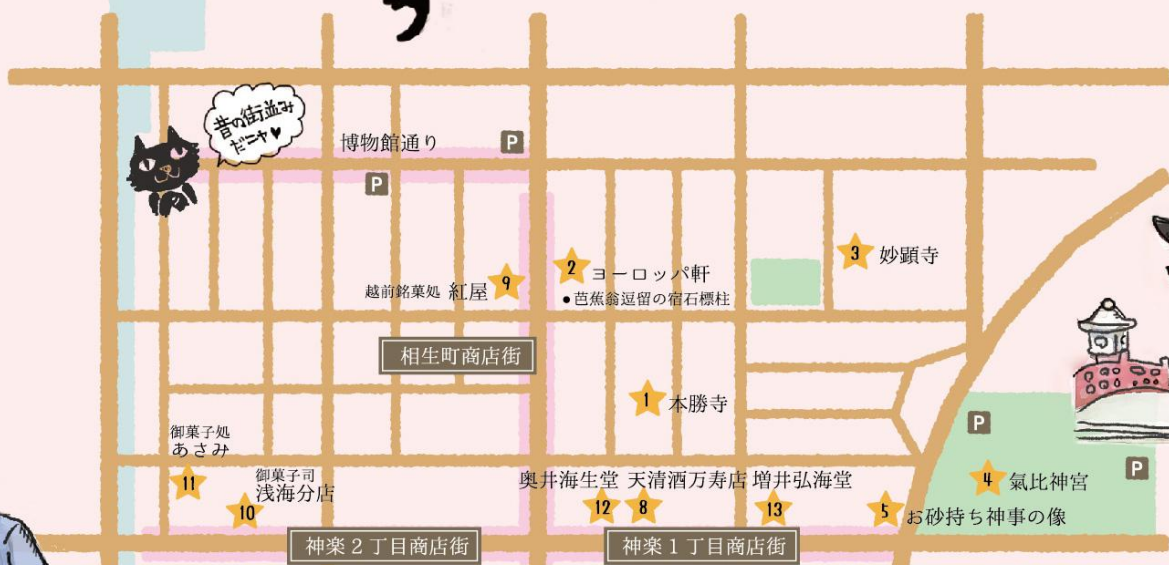 昔の街並み
だニャ♥
博物館通り
P
P
3
妙顕寺
2
ヨーロッパ軒
●芭蕉翁逗留の宿石標柱
越前銘菓処 紅屋
9
相生町商店街
1
本勝寺
P
御菓子処
あさみ
11
御菓子司
浅海分店
10
奥井海生堂
12
天清酒万寿店
8
増井弘海堂
13
4
氣比神宮
P
5
お砂持ち神事の像
神楽2丁目商店街
神楽1丁目商店街